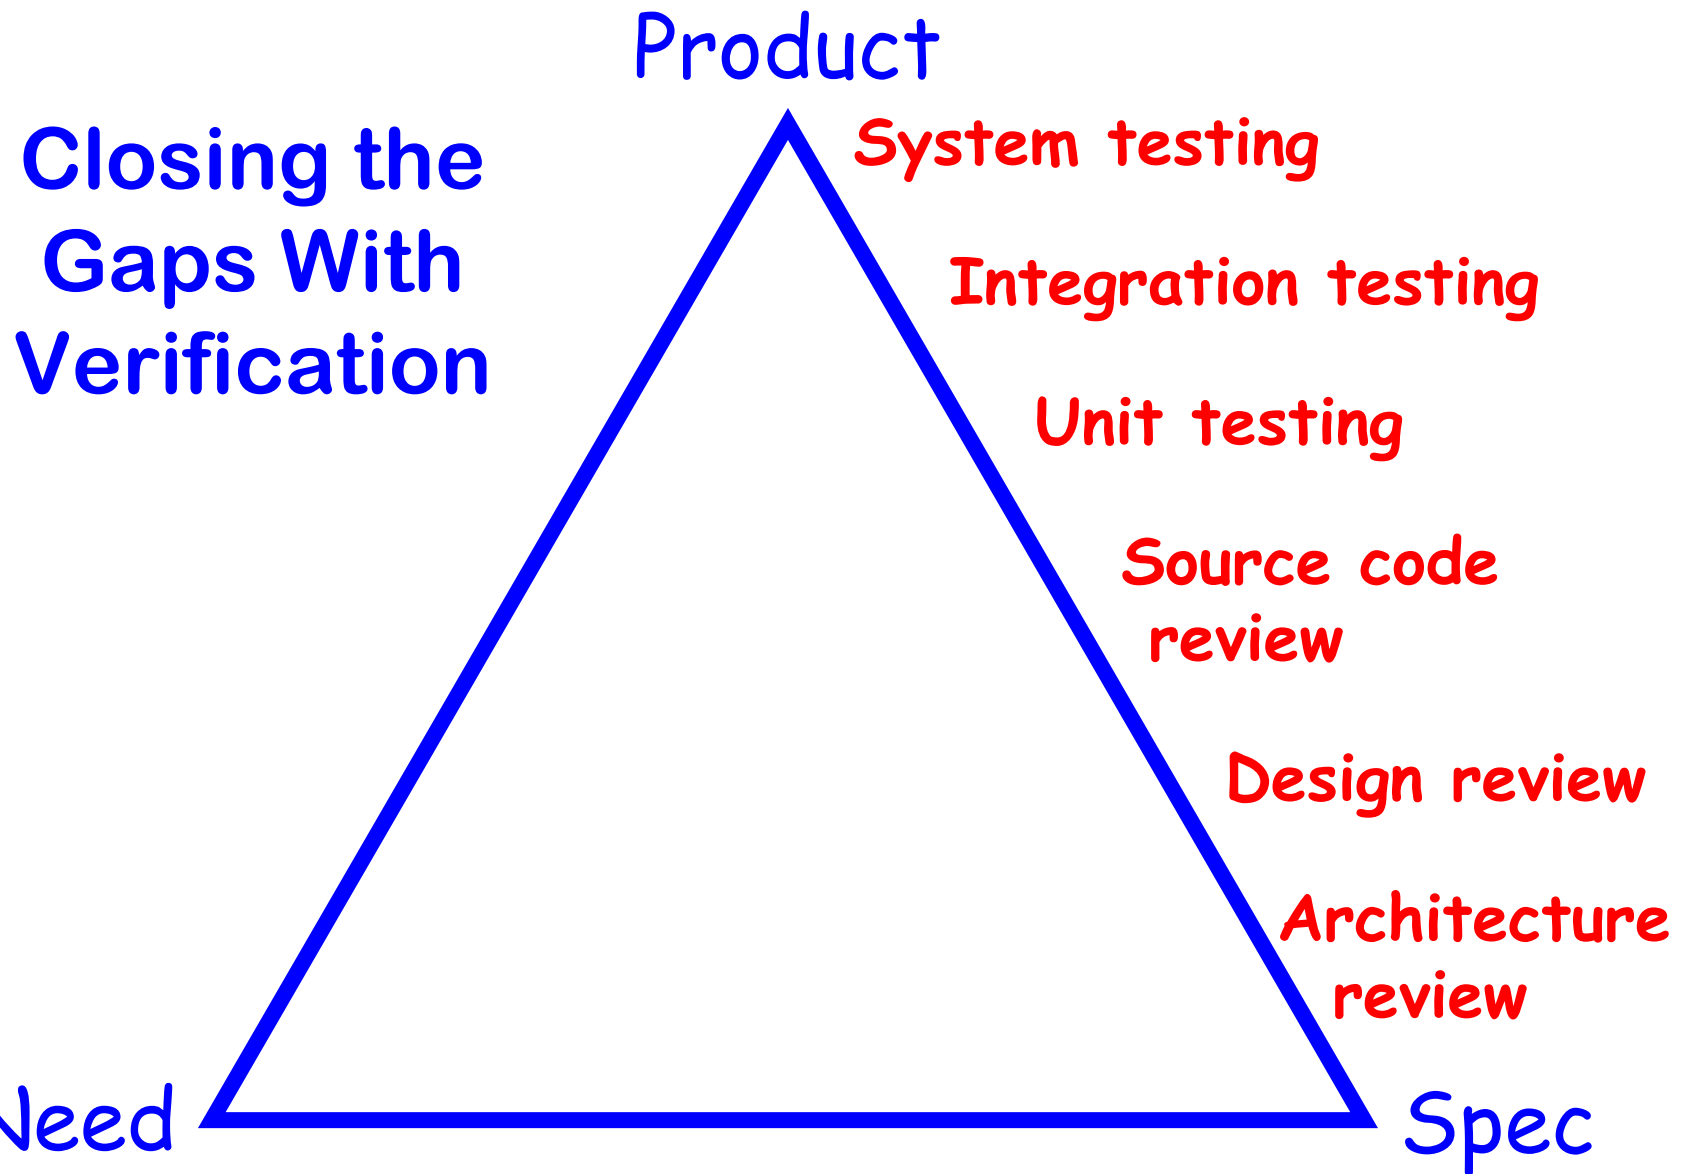 Product
Closing the
Gaps With
Verification
System testing
Integration testing
Unit testing
Source code
review
Design review
Architecture
review
Need
Spec